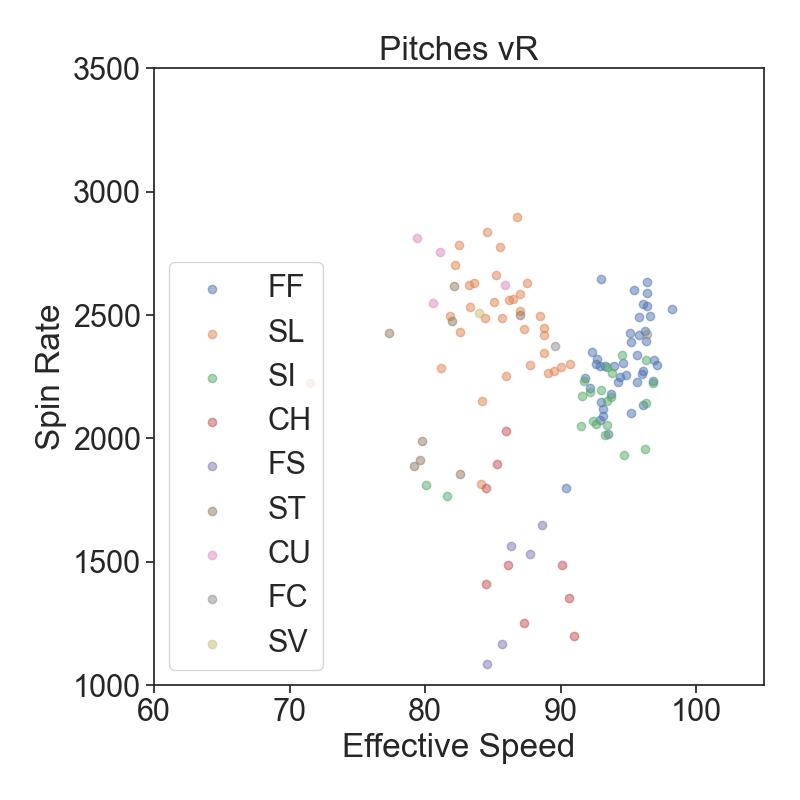 Pitches vR
3500
3000
2500
2000
1500
1000
Spin Rate
FF
SL
SI
CH
FS
ST
CU
FC
SV
60 70 80 90 100
Effective Speed